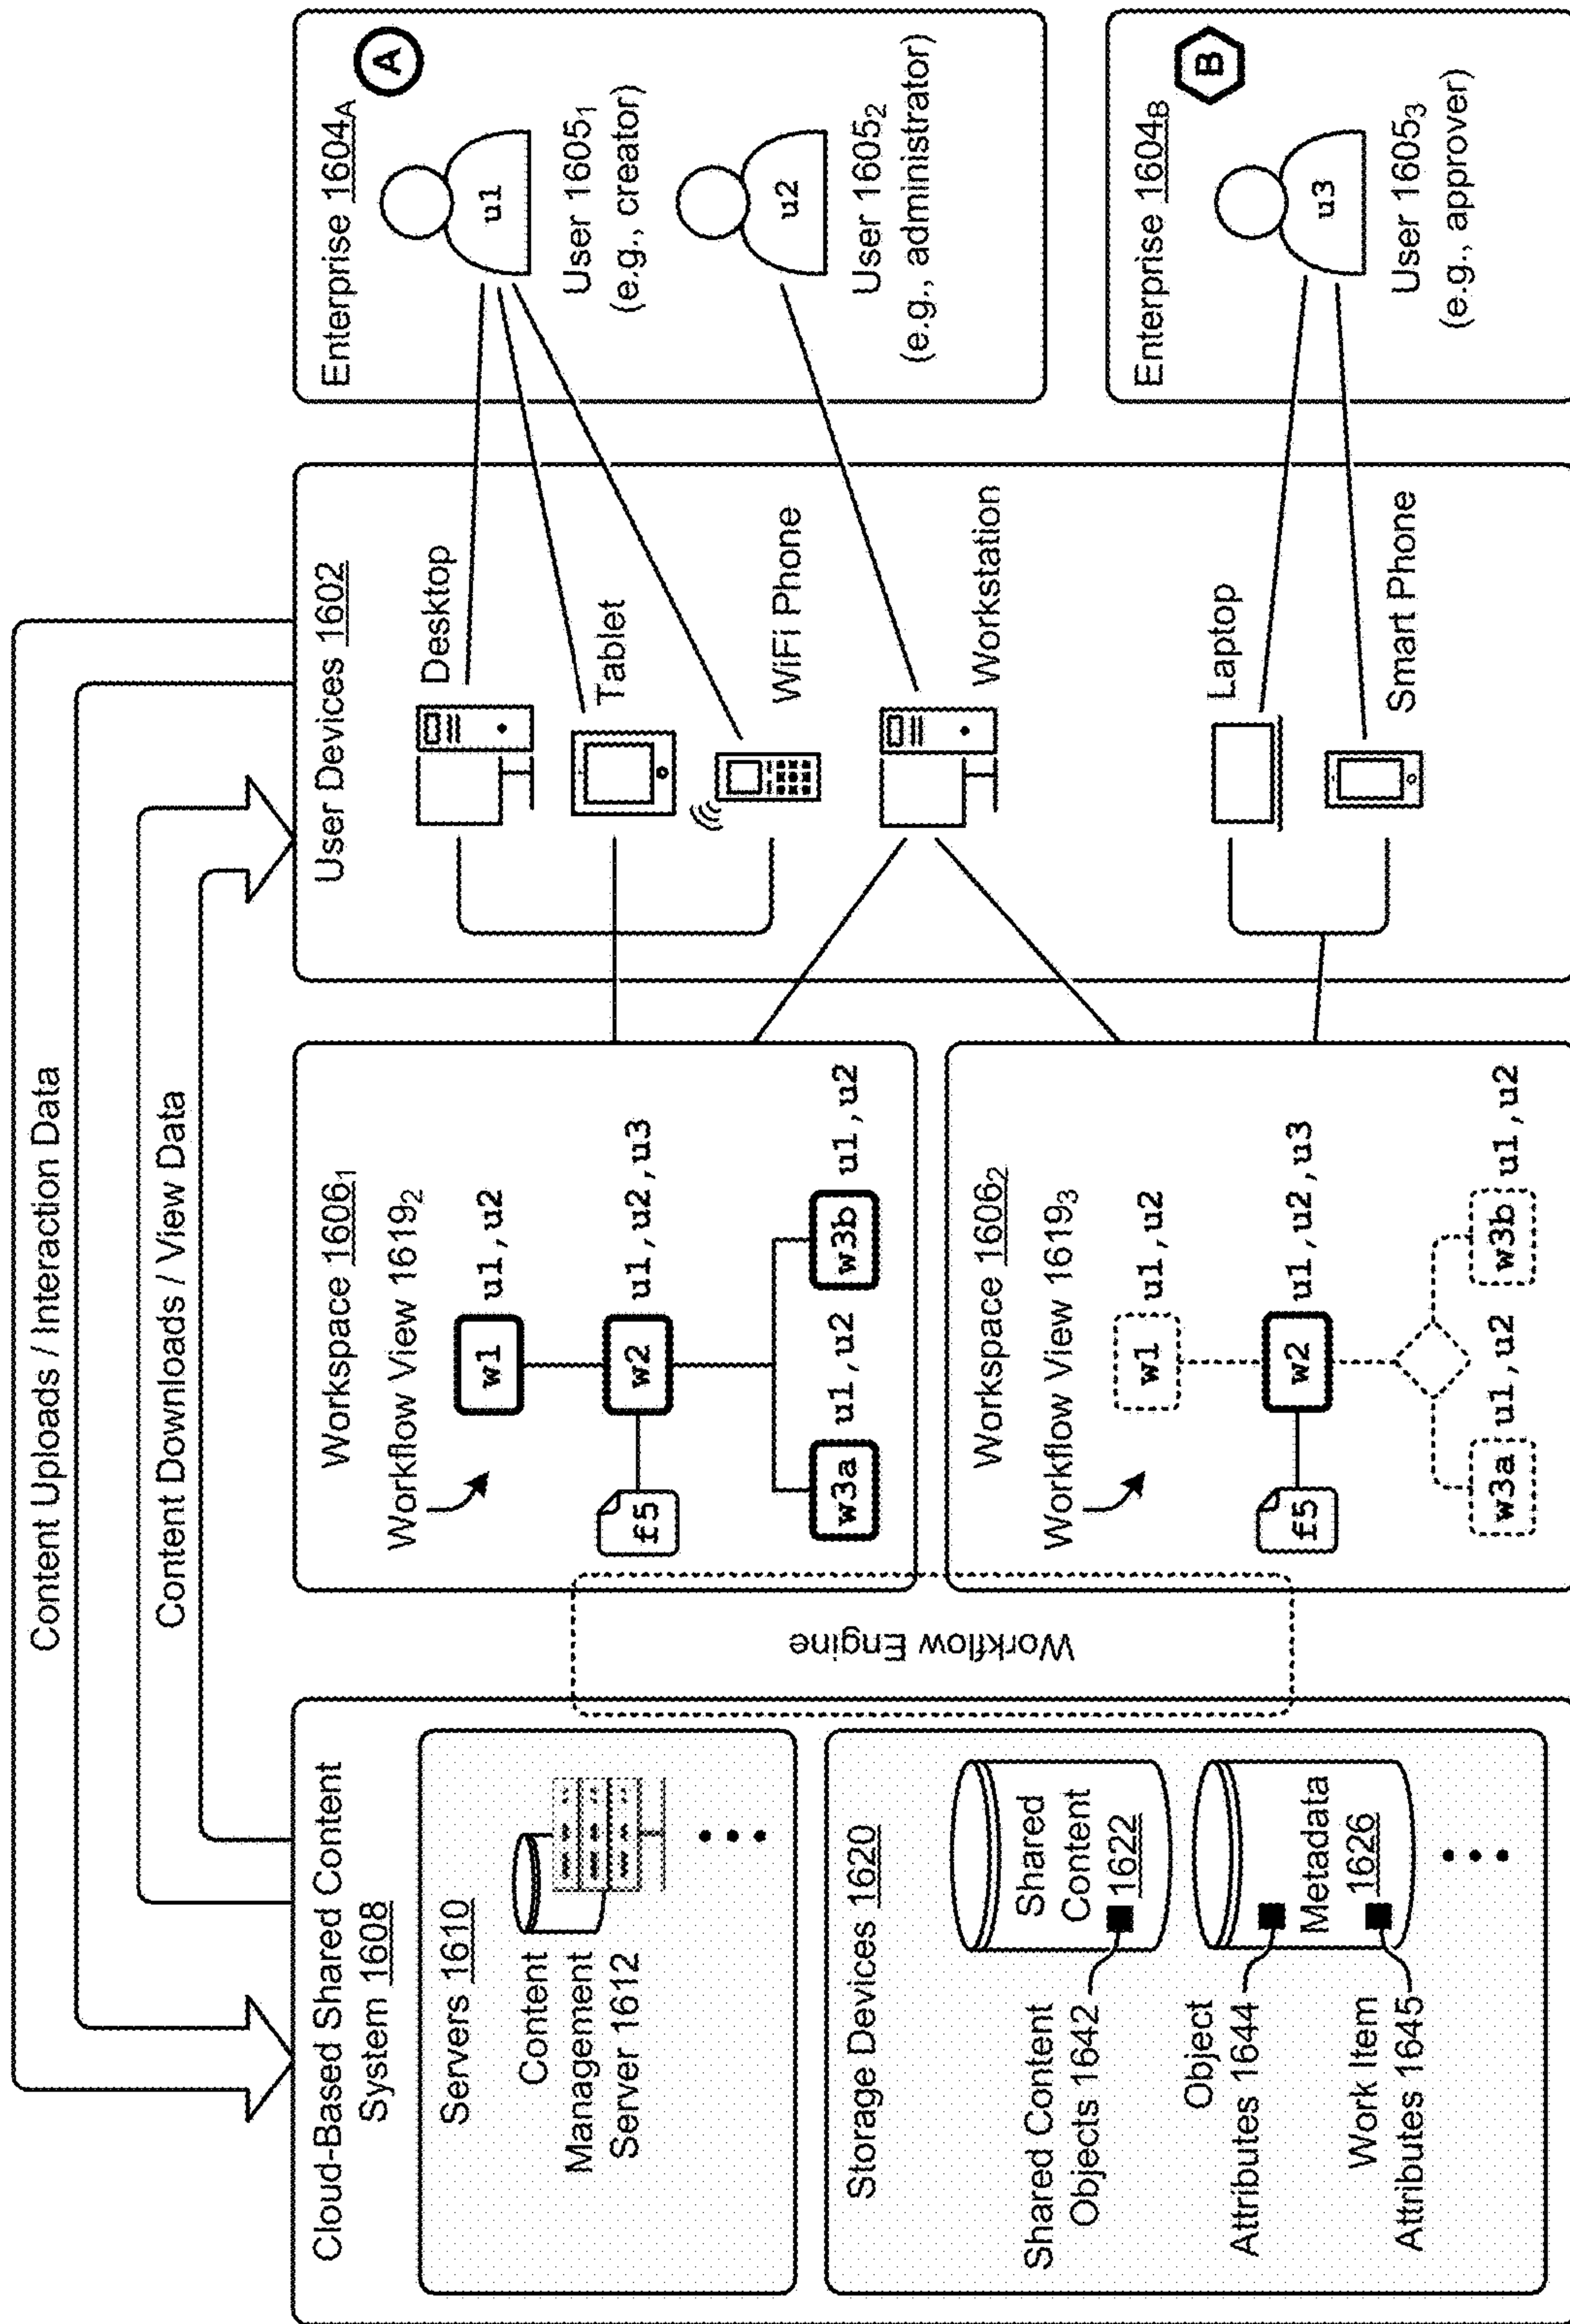 Content Uploads / Interaction Data
Content Downloads / View Data
Cloud-Based Shared Content
System 1608
Servers 1610
Content
Management
Server 1612
Storage Devices 1620
Shared Content
Objects 1642
Shared
Content
1622
Object
Attributes 1644
Work Item
Attributes 1645
Metadata
1626
Workflow Engine
Workspace 1606₁
Workflow View 1619₂
w1 u1,u2
f5 w2 u1,u2,u3
w3a u1,u2 w3b u1,u2
Workspace 1606₂
Workflow View 1619₃
w1 u1,u2
f5 w2 u1,u2,u3
w3a u1,u2 w3b u1,u2
User Devices 1602
Desktop
Tablet
WiFi Phone
Workstation
Laptop
Smart Phone
Enterprise 1604A
A
u1
User 1605₁
(e.g., creator)
u2
User 1605₂
(e.g., administrator)
Enterprise 1604B
B
u3
User 1605₃
(e.g., approver)